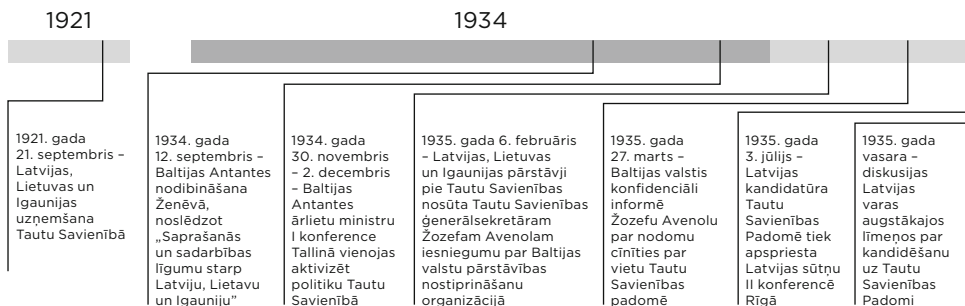 1921
1934
1921. gada
21. septembris –
Latvijas,
Lietuvas un
Igaunijas
uzņemšana
Tautu Savienībā
1934. gada
12. septembris –
Baltijas Antantes
nodibināšana
Ženēvā,
noslēdzot
„Saprašanās
un sadarbības
līgumu starp
Latviju, Lietavu
un Igauniju”
1934. gada
30. novembris
– 2. decembris
– Baltijas
Antantes
ārlietu ministru
I konference
Tallinā vienojas
aktivizēt
politiku Tautu
Savienībā
1935. gada 6. februāris
– Latvijas, Lietuvas
un Igaunijas pārstāvji
pie Tautu Savienības
nosūta Tautu Savienības
ģenerālsekretāram
Žozefam Avenolam
iesniegumu par Baltijas
valstu pārstāvības
nostiprināšanu
organizācijā
1935. gada
27. marts –
Baltijas valstis
konfidenciāli
informē
Žozefu Avenolu
par nodomu
cīnīties par
vietu Tautu
Savienības
padomē
1935. gada
3. jūlijs –
Latvijas
kandidatūra
Tautu
Savienības
Padomē tiek
apspriesta
Latvijas sūtņu
II konferencē
Rīgā
1935. gada
vasara –
diskusijas
Latvijas
varas
augstākajos
līmeņos par
kandidēšanu
uz Tautu
Savienības
Padomi